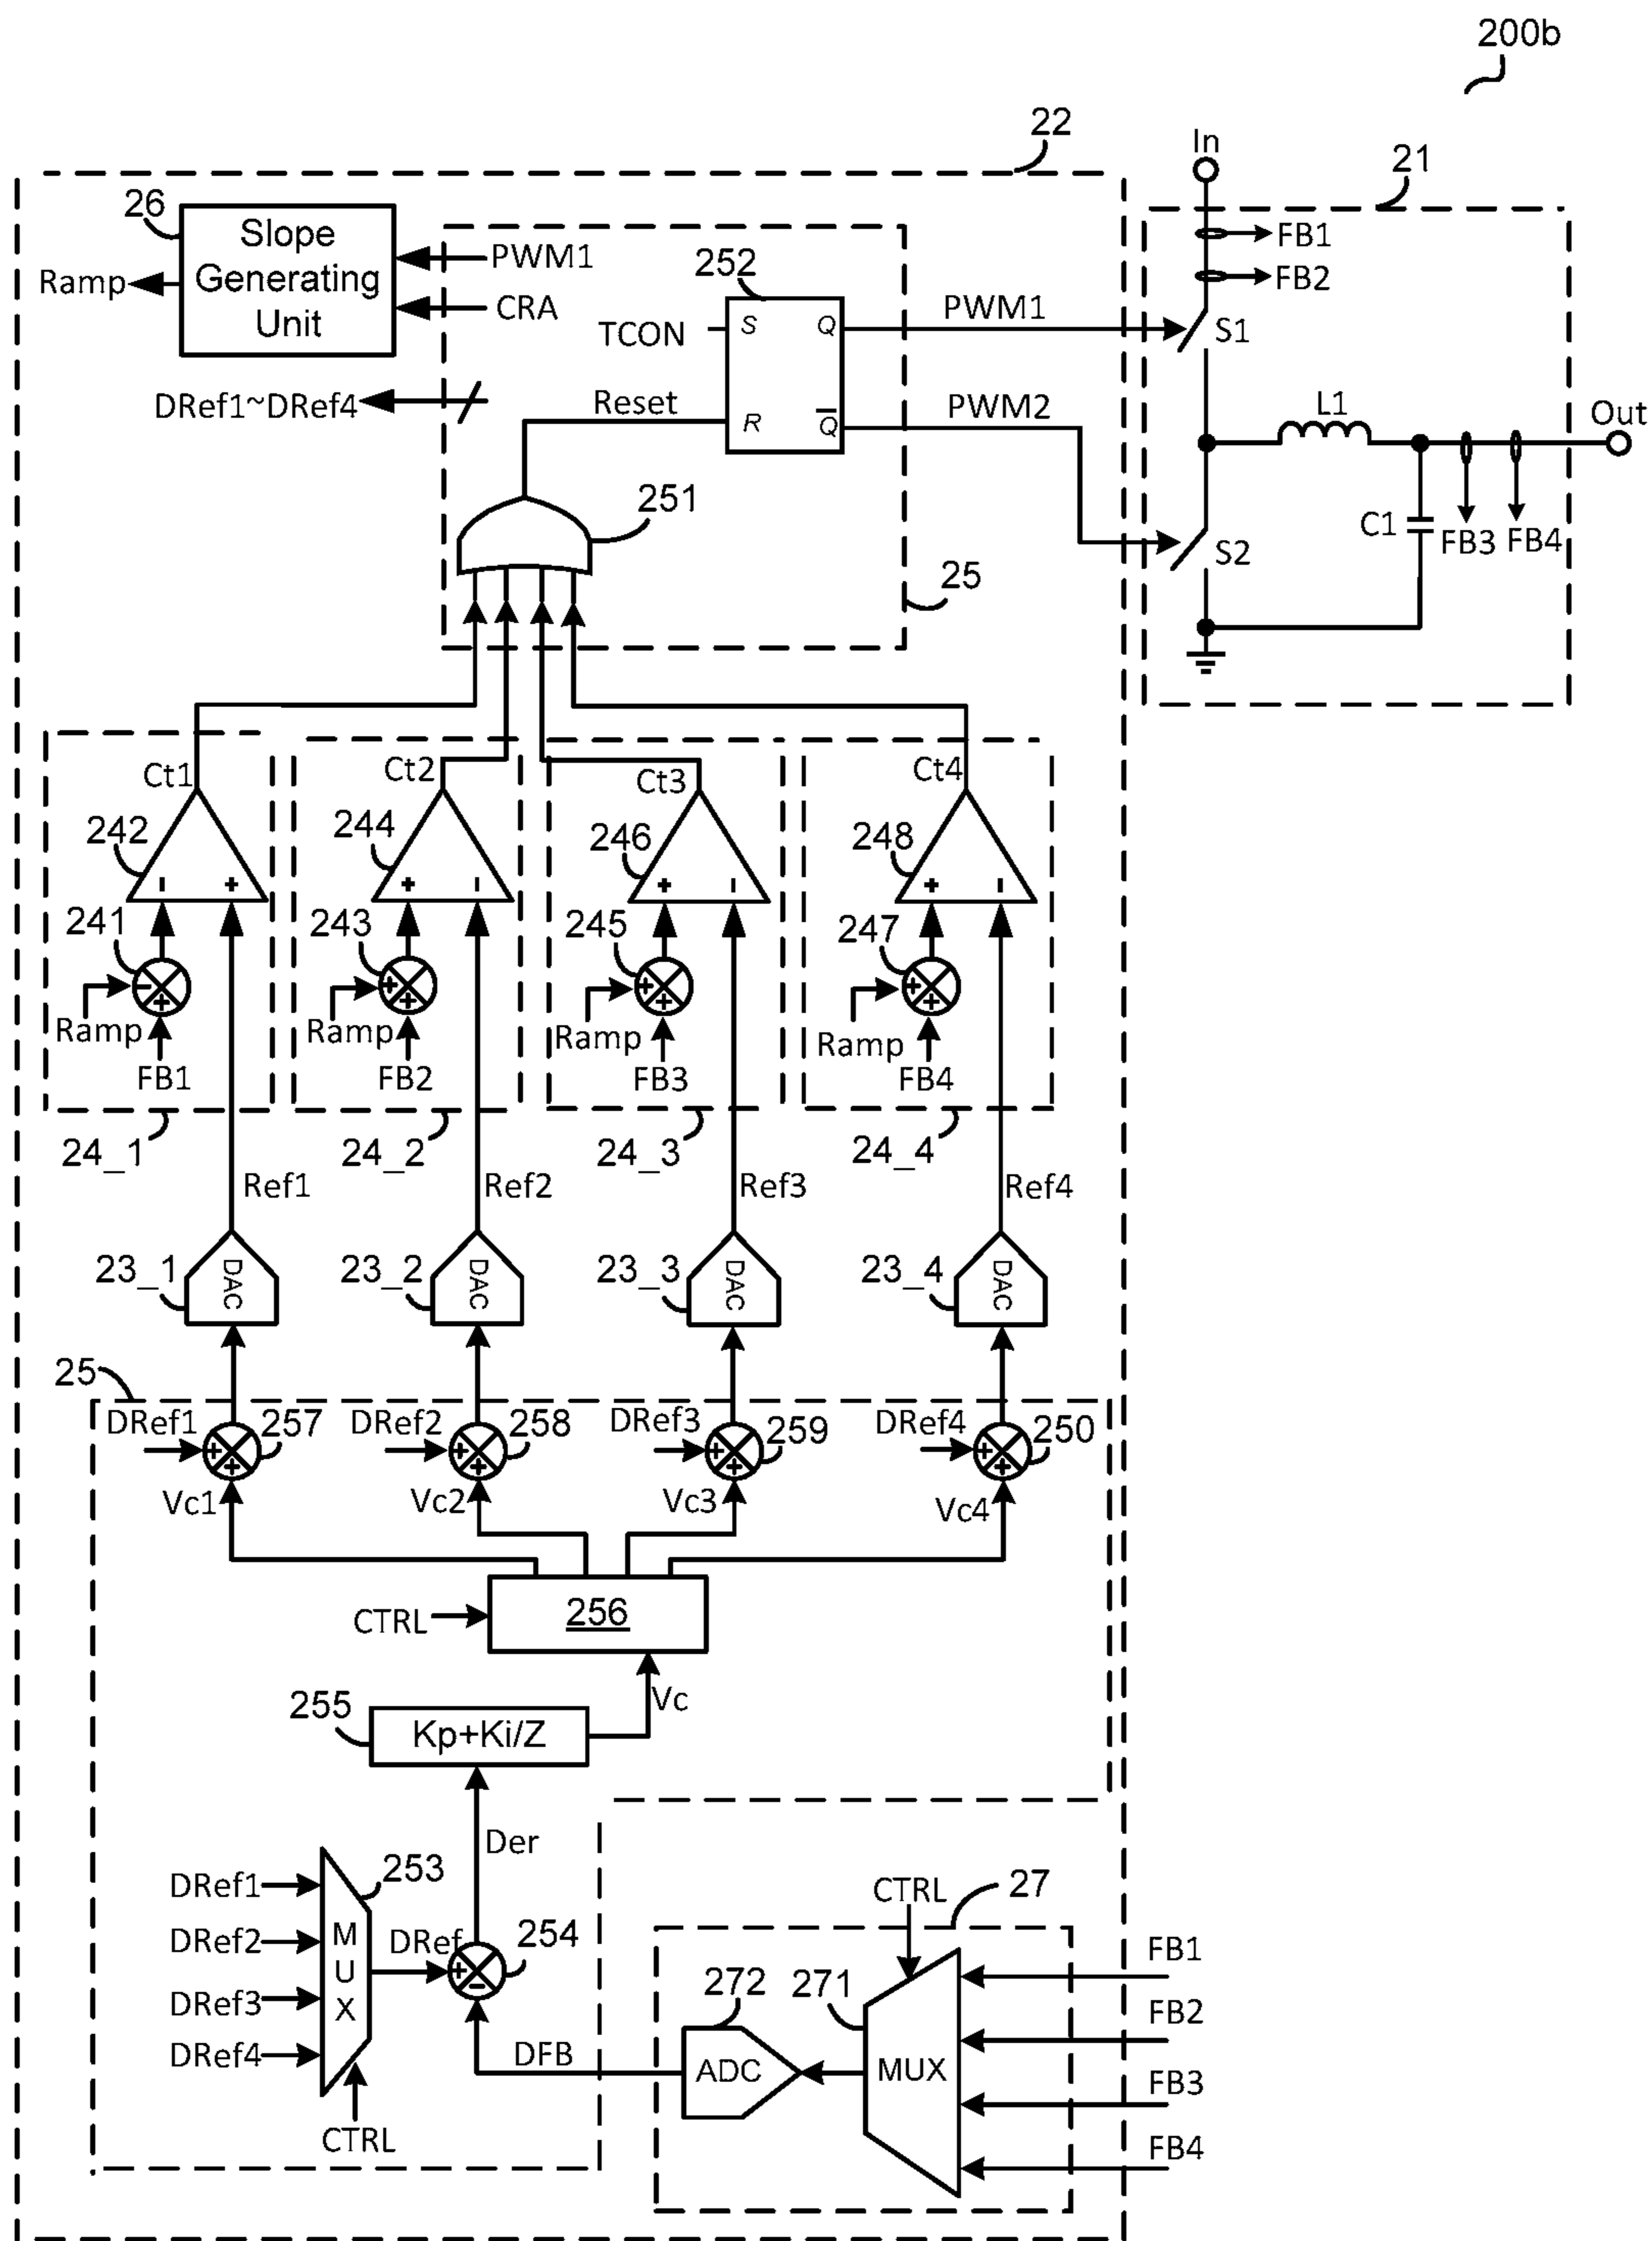 200b
22
In
21
26
Slope
Generating
Unit
Ramp
PWM1
CRA
FB1
FB2
252
TCON
S
Q
PWM1
S1
DRef1~DRef4
Reset
R
Q
PWM2
L1
Out
251
C1
FB3
FB4
S2
25
Ct1
Ct2
Ct3
Ct4
242
244
246
248
- +
+ -
+ -
+ -
241
243
245
247
-
+
+
+
+
+
+
+
Ramp
Ramp
Ramp
Ramp
FB1
FB2
FB3
FB4
24_1
24_2
24_3
24_4
Ref1
Ref2
Ref3
Ref4
23_1
DAC
23_2
DAC
23_3
DAC
23_4
DAC
25
DRef1
+
+
257
DRef2
+
+
258
DRef3
+
+
259
DRef4
+
+
250
Vc1
Vc2
Vc3
Vc4
CTRL
256
Vc
255
Kp+Ki/Z
Der
253
DRef1
DRef2
DRef3
DRef4
MUX
CTRL
DRef
+
-
254
DFB
27
CTRL
272
271
ADC
MUX
FB1
FB2
FB3
FB4